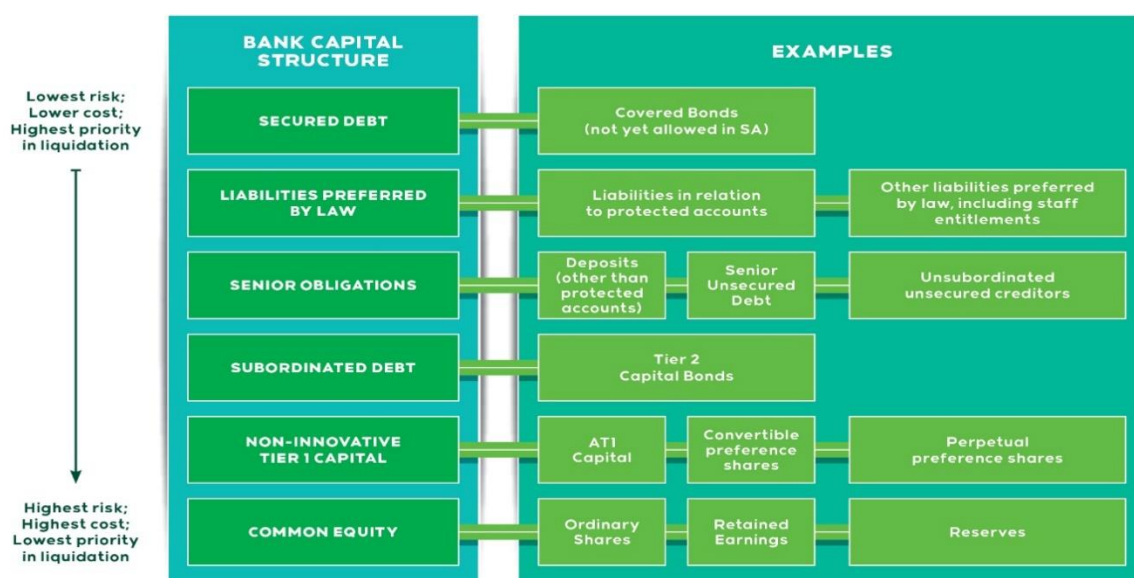 BANK CAPITAL
STRUCTURE
EXAMPLES
Lowest risk;
Lower cost;
Highest priority
in liquidation
SECURED DEBT
Covered Bonds
(not yet allowed in SA)
LIABILITIES PREFERRED
BY LAW
Liabilities in relation
to protected accounts
Other liabilities preferred
by law, including staff
entitlements
SENIOR OBLIGATIONS
Deposits
(other than
protected
accounts)
Senior
Unsecured
Debt
Unsubordinated
unsecured creditors
SUBORDINATED DEBT
Tier 2
Capital Bonds
NON-INNOVATIVE
TIER 1 CAPITAL
AT1
Capital
Convertible
preference
shares
Perpetual
preference shares
Highest risk;
Highest cost;
Lowest priority
in liquidation
COMMON EQUITY
Ordinary
Shares
Retained
Earnings
Reserves